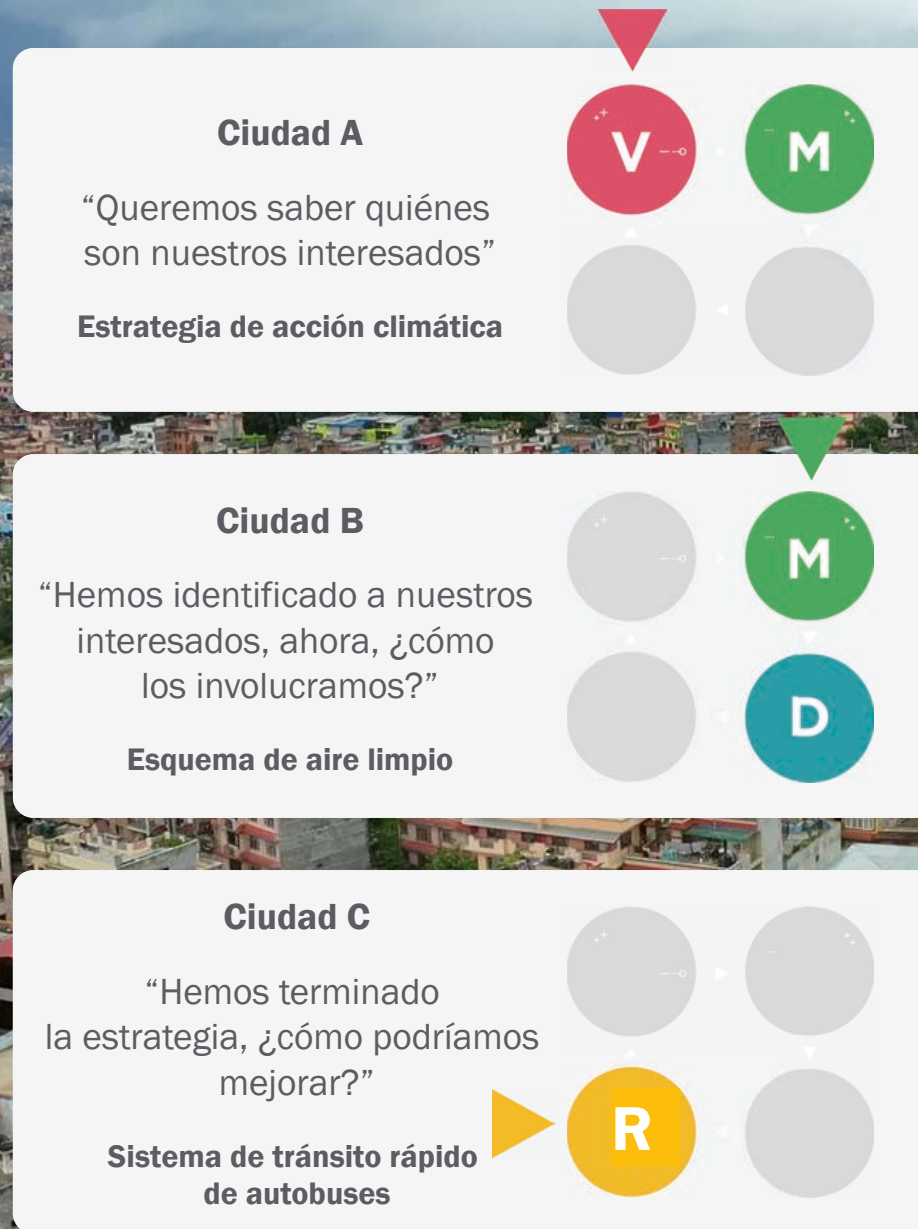 Ciudad A
“Queremos saber quiénes
son nuestros interesados”
Estrategia de acción climática
V
M
Ciudad B
“Hemos identificado a nuestros
interesados, ahora, ¿cómo
los involucramos?”
Esquema de aire limpio
M
D
Ciudad C
“Hemos terminado
la estrategia, ¿cómo podríamos
mejorar?”
Sistema de tránsito rápido
de autobuses
R